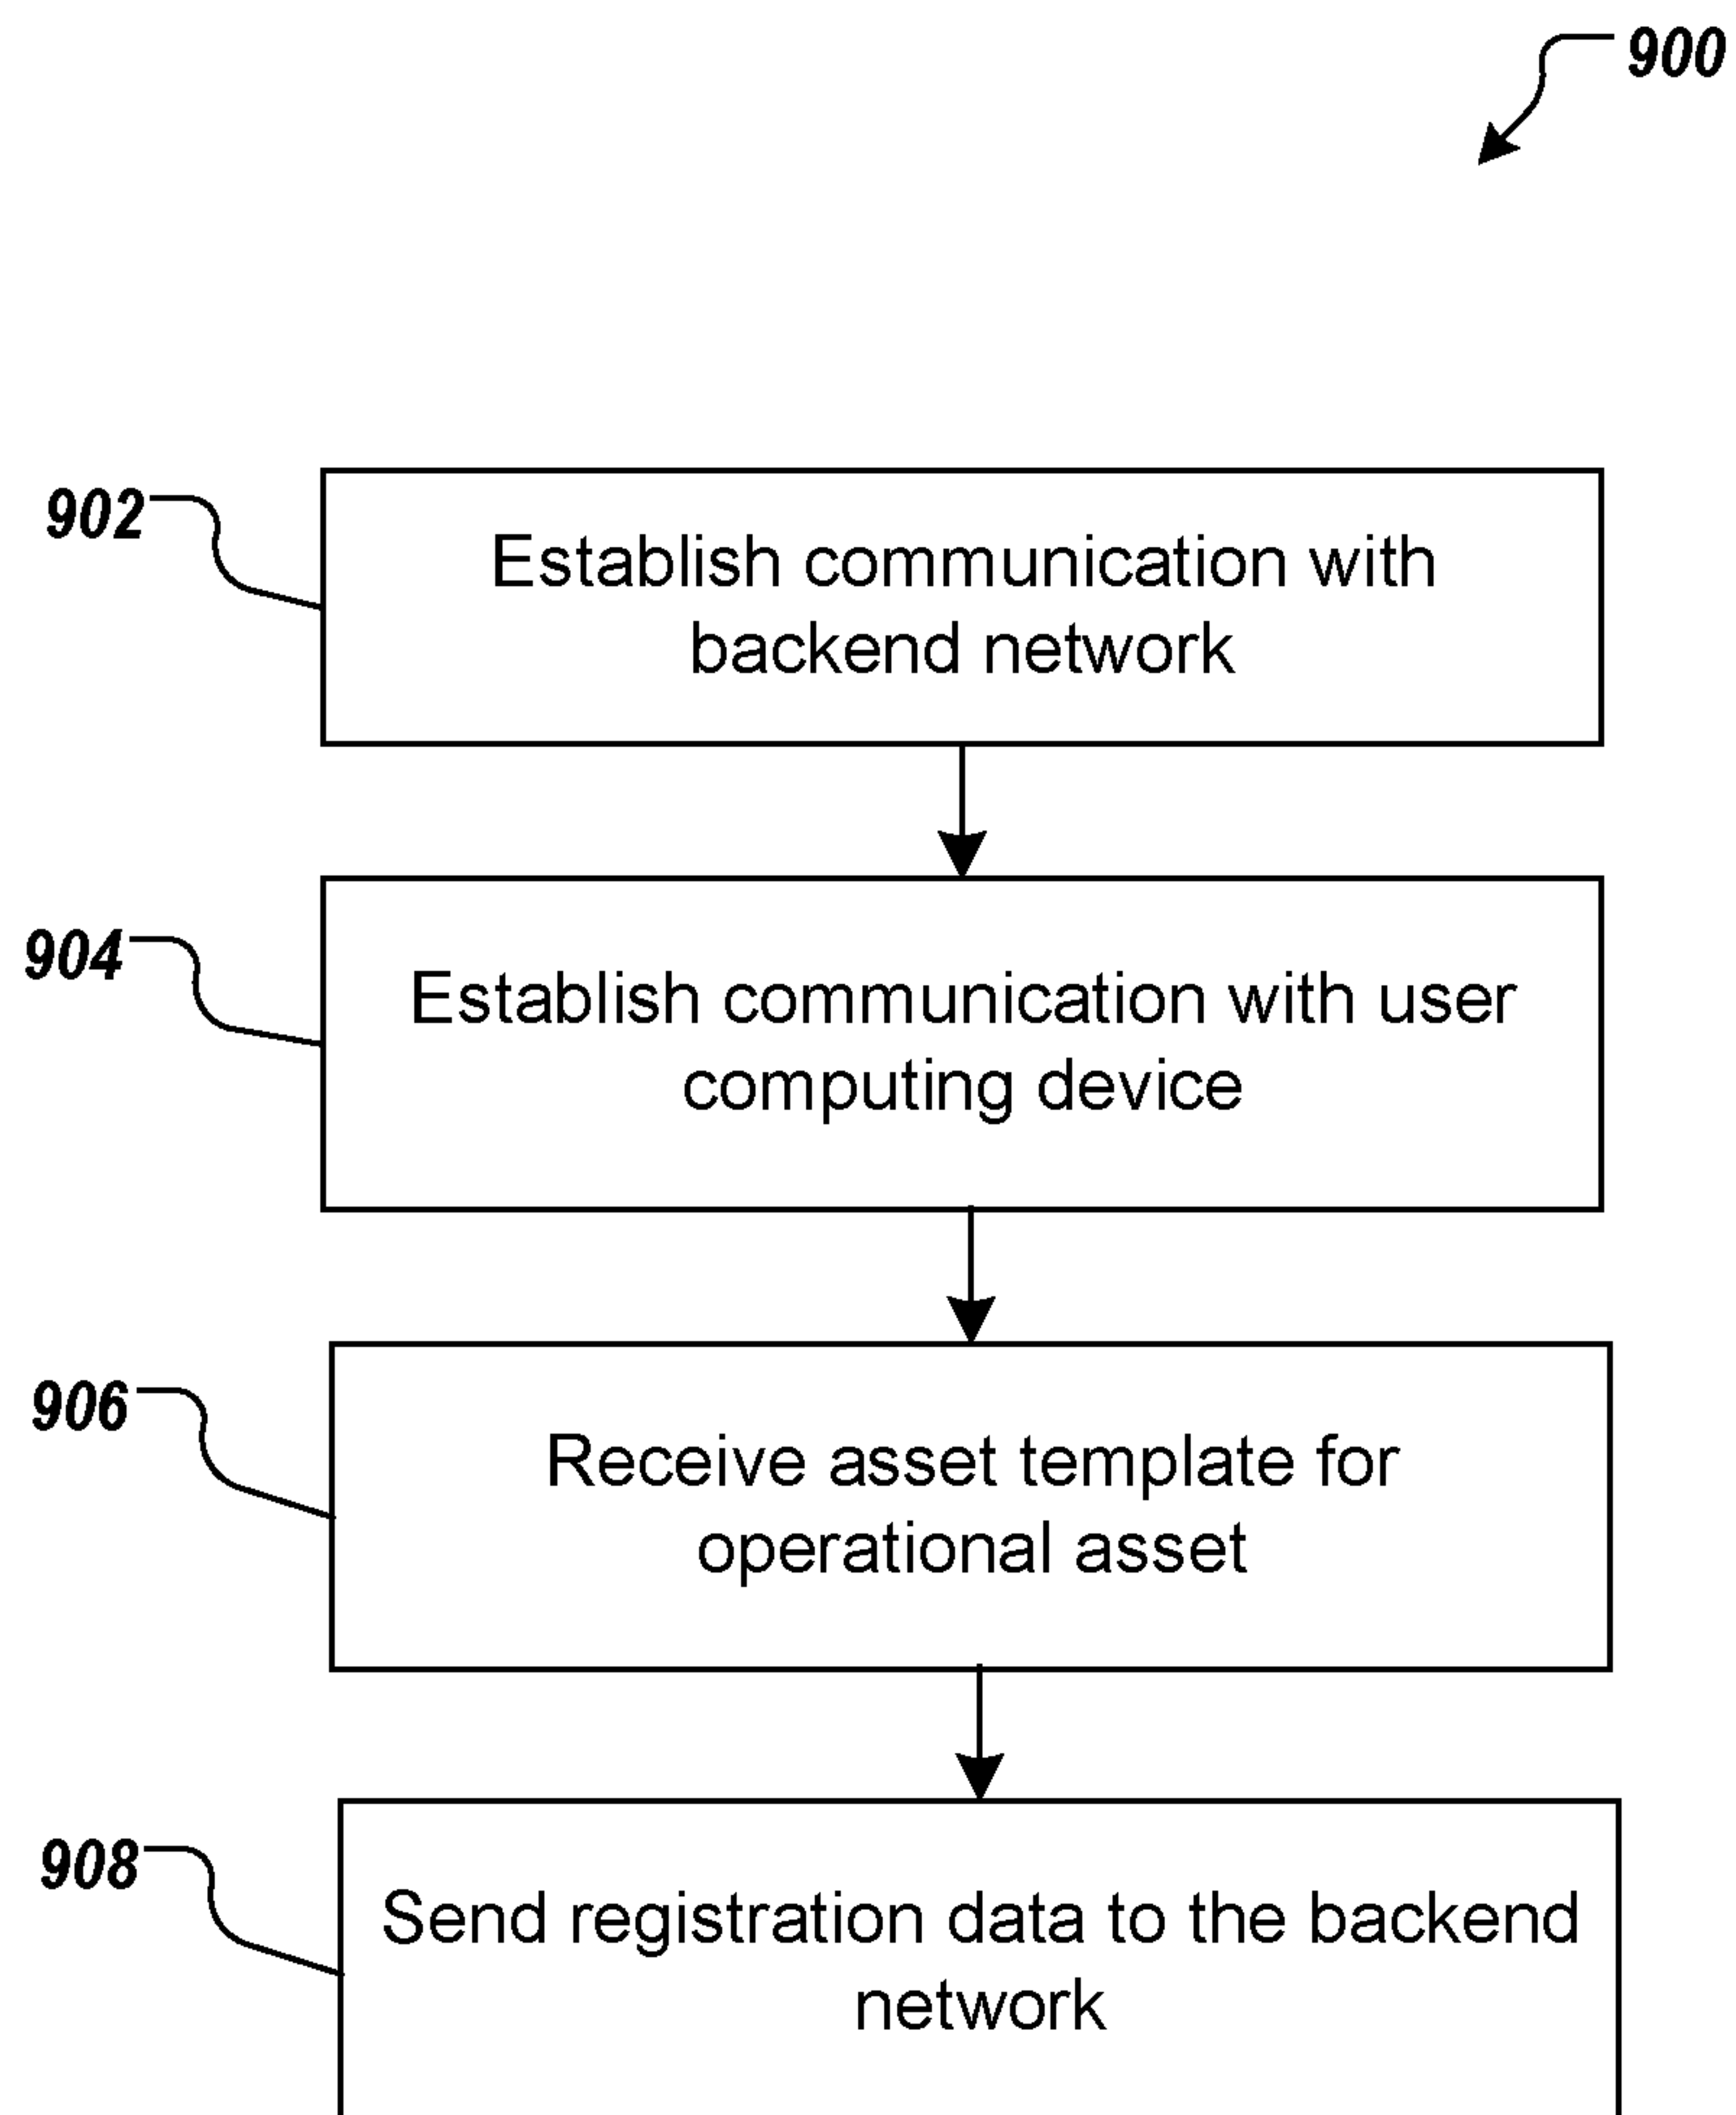 900
902
Establish communication with
backend network
904
Establish communication with user
computing device
906
Receive asset template for
operational asset
908
Send registration data to the backend
network